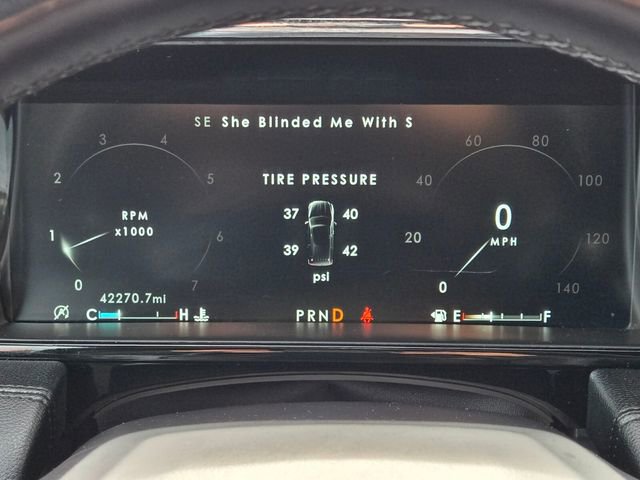 SE She Blinded Me With S
3 4
60 80
2 5
TIRE PRESSURE
40 100
37 40
RPM
x1000
0
MPH
1 6
39 42
20 120
psi
0 7
0 140
42270.7mi
C H
PRND
E F